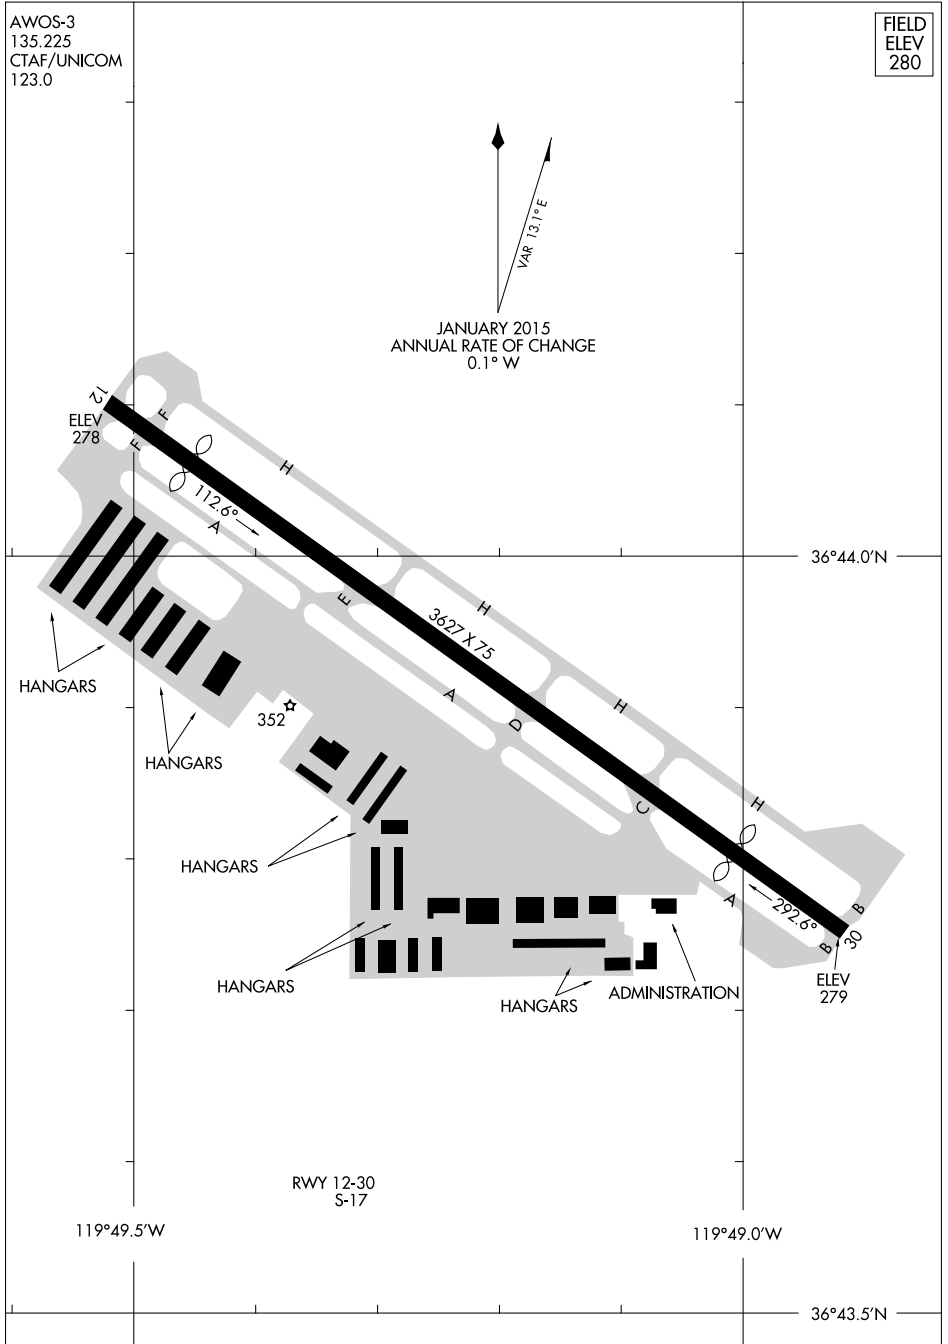 AWOS-3
135.225
CTAF/UNICOM
123.0
FIELD
ELEV
280
VAR 13.1° E
JANUARY 2015
ANNUAL RATE OF CHANGE
0.1° W
12
ELEV
278
F
F
H
112.6°
A
36°44.0'N
E
H
3627 X 75
HANGARS
A
H
D
352
HANGARS
C
H
HANGARS
A
292.6°
B
B
30
HANGARS
HANGARS
ADMINISTRATION
ELEV
279
RWY 12-30
S-17
119°49.5'W
119°49.0'W
36°43.5'N